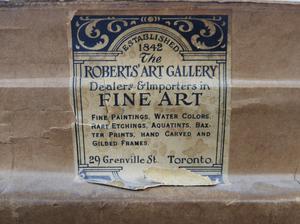 ESTABLISHED
1842
The
ROBERTS' ART GALLERY
Dealers & Importers in
FINE ART
FINE PAINTINGS, WATER COLORS,
RARE ETCHINGS, AQUATINTS, BAX-
TER PRINTS, HAND CARVED AND
GILDED FRAMES.
29 Grenville St. Toronto.